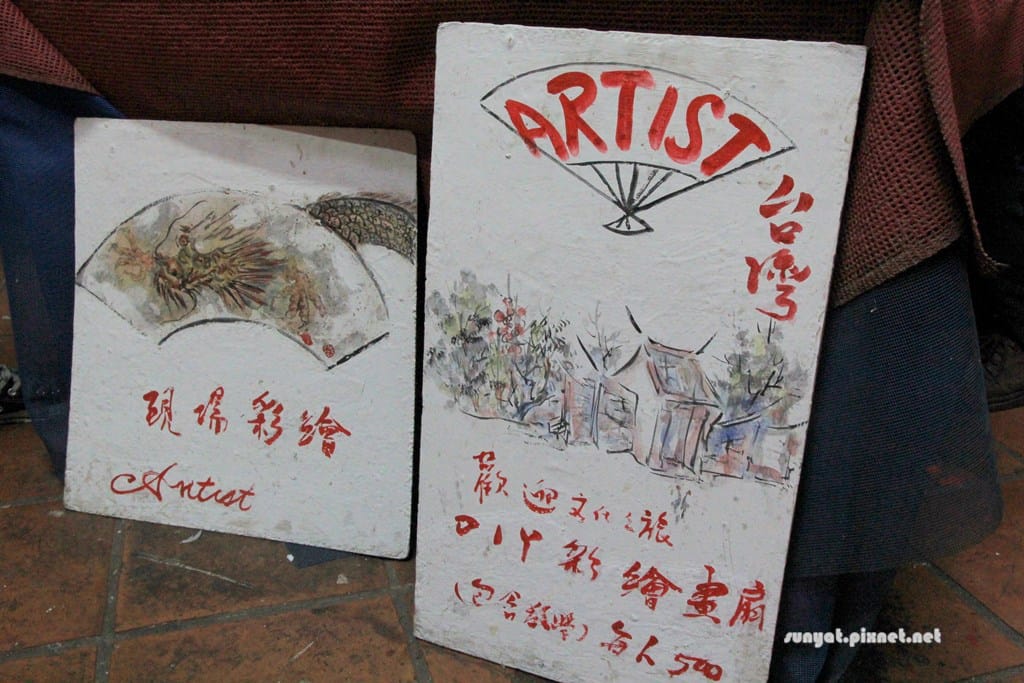 現場彩繪
Artist
ARTIST
台灣
歡迎文化之旅
DIY彩繪畫扇
(包含教學)每人500
sunyat.pixnet.net